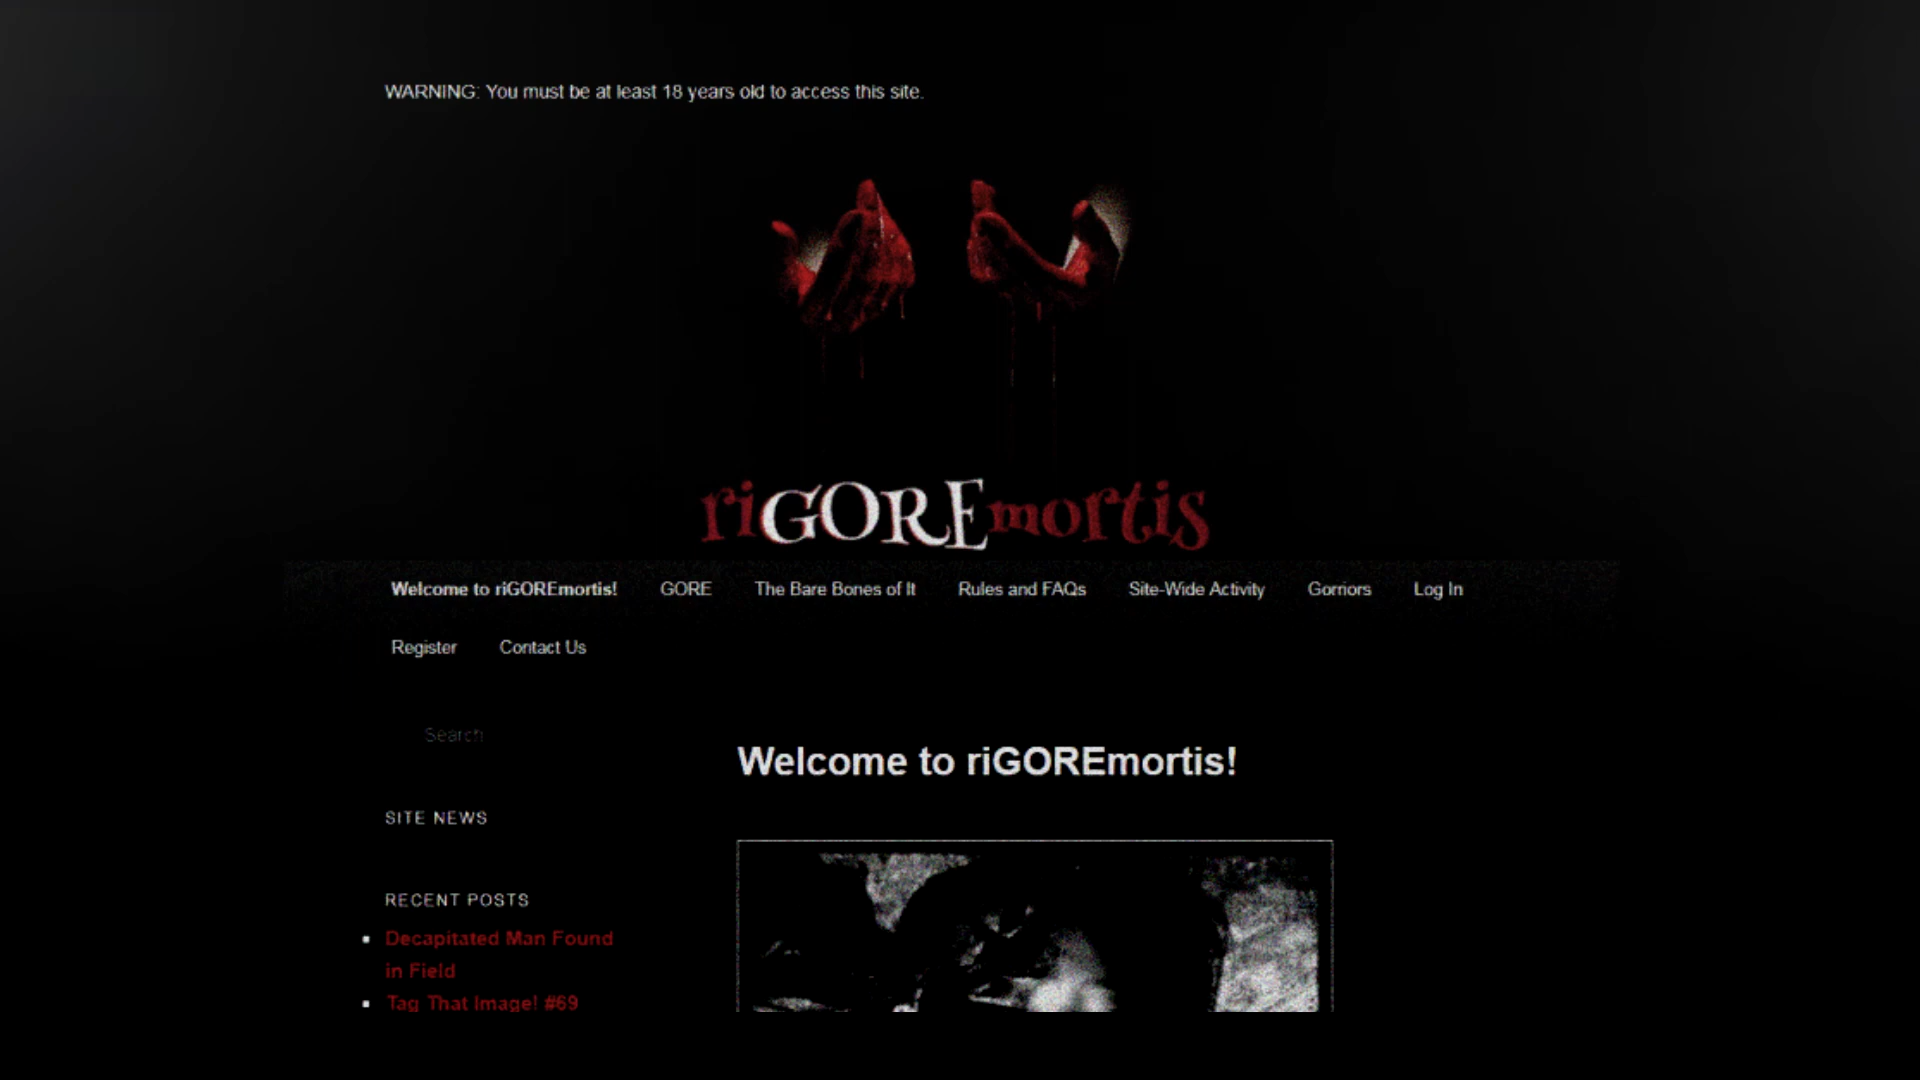 WARNING: You must be at least 18 years old to access this site.
riGOREmortis
Welcome to riGOREmortis! GORE The Bare Bones of It Rules and FAQs Site-Wide Activity Gorriors Log In
Register Contact Us
Search
Welcome to riGOREmortis!
SITE NEWS
RECENT POSTS
Decapitated Man Found
in Field
Tag That Image! #69